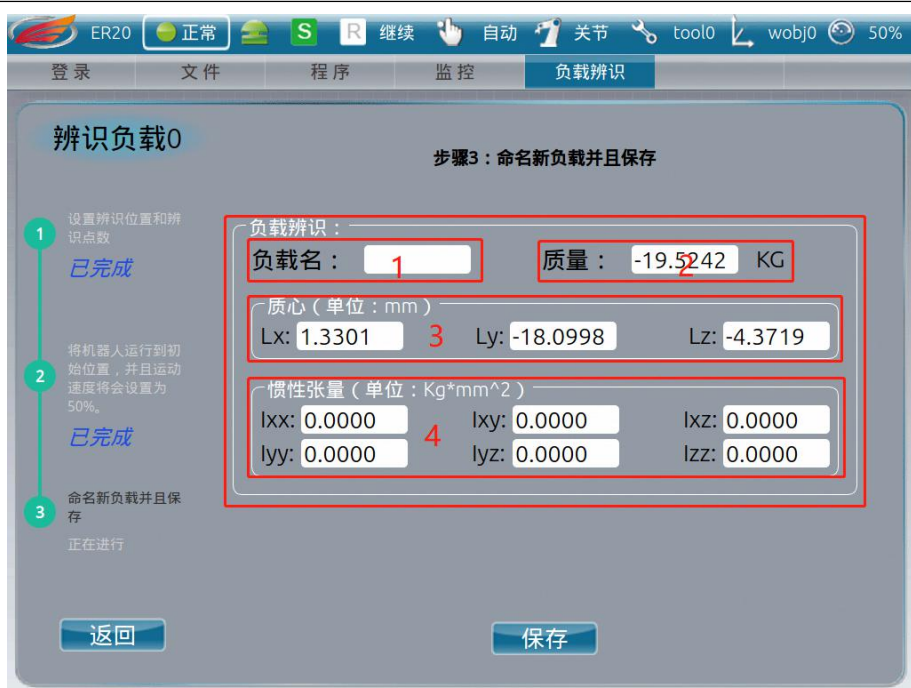 ER20 正常 S R 继续 自动 关节 tool0 wobj0 50%
登录 文件 程序 监控 负载辨识
辨识负载0
步骤3：命名新负载并且保存
1 设置辨识位置和辨
识点数
已完成
2 将机器人运行到初
始位置，并且运动
速度将会设置为
50%。
已完成
3 命名新负载并且保
存
正在进行
负载辨识：
负载名： 1 质量： -19.5242 2 KG
质心（单位：mm）
Lx: 1.3301 3 Ly: -18.0998 Lz: -4.3719
惯性张量（单位：Kg*mm^2）
Ixx: 0.0000 Ixy: 0.0000 Ixz: 0.0000
4
Iyy: 0.0000 Iyz: 0.0000 Izz: 0.0000
返回 保存